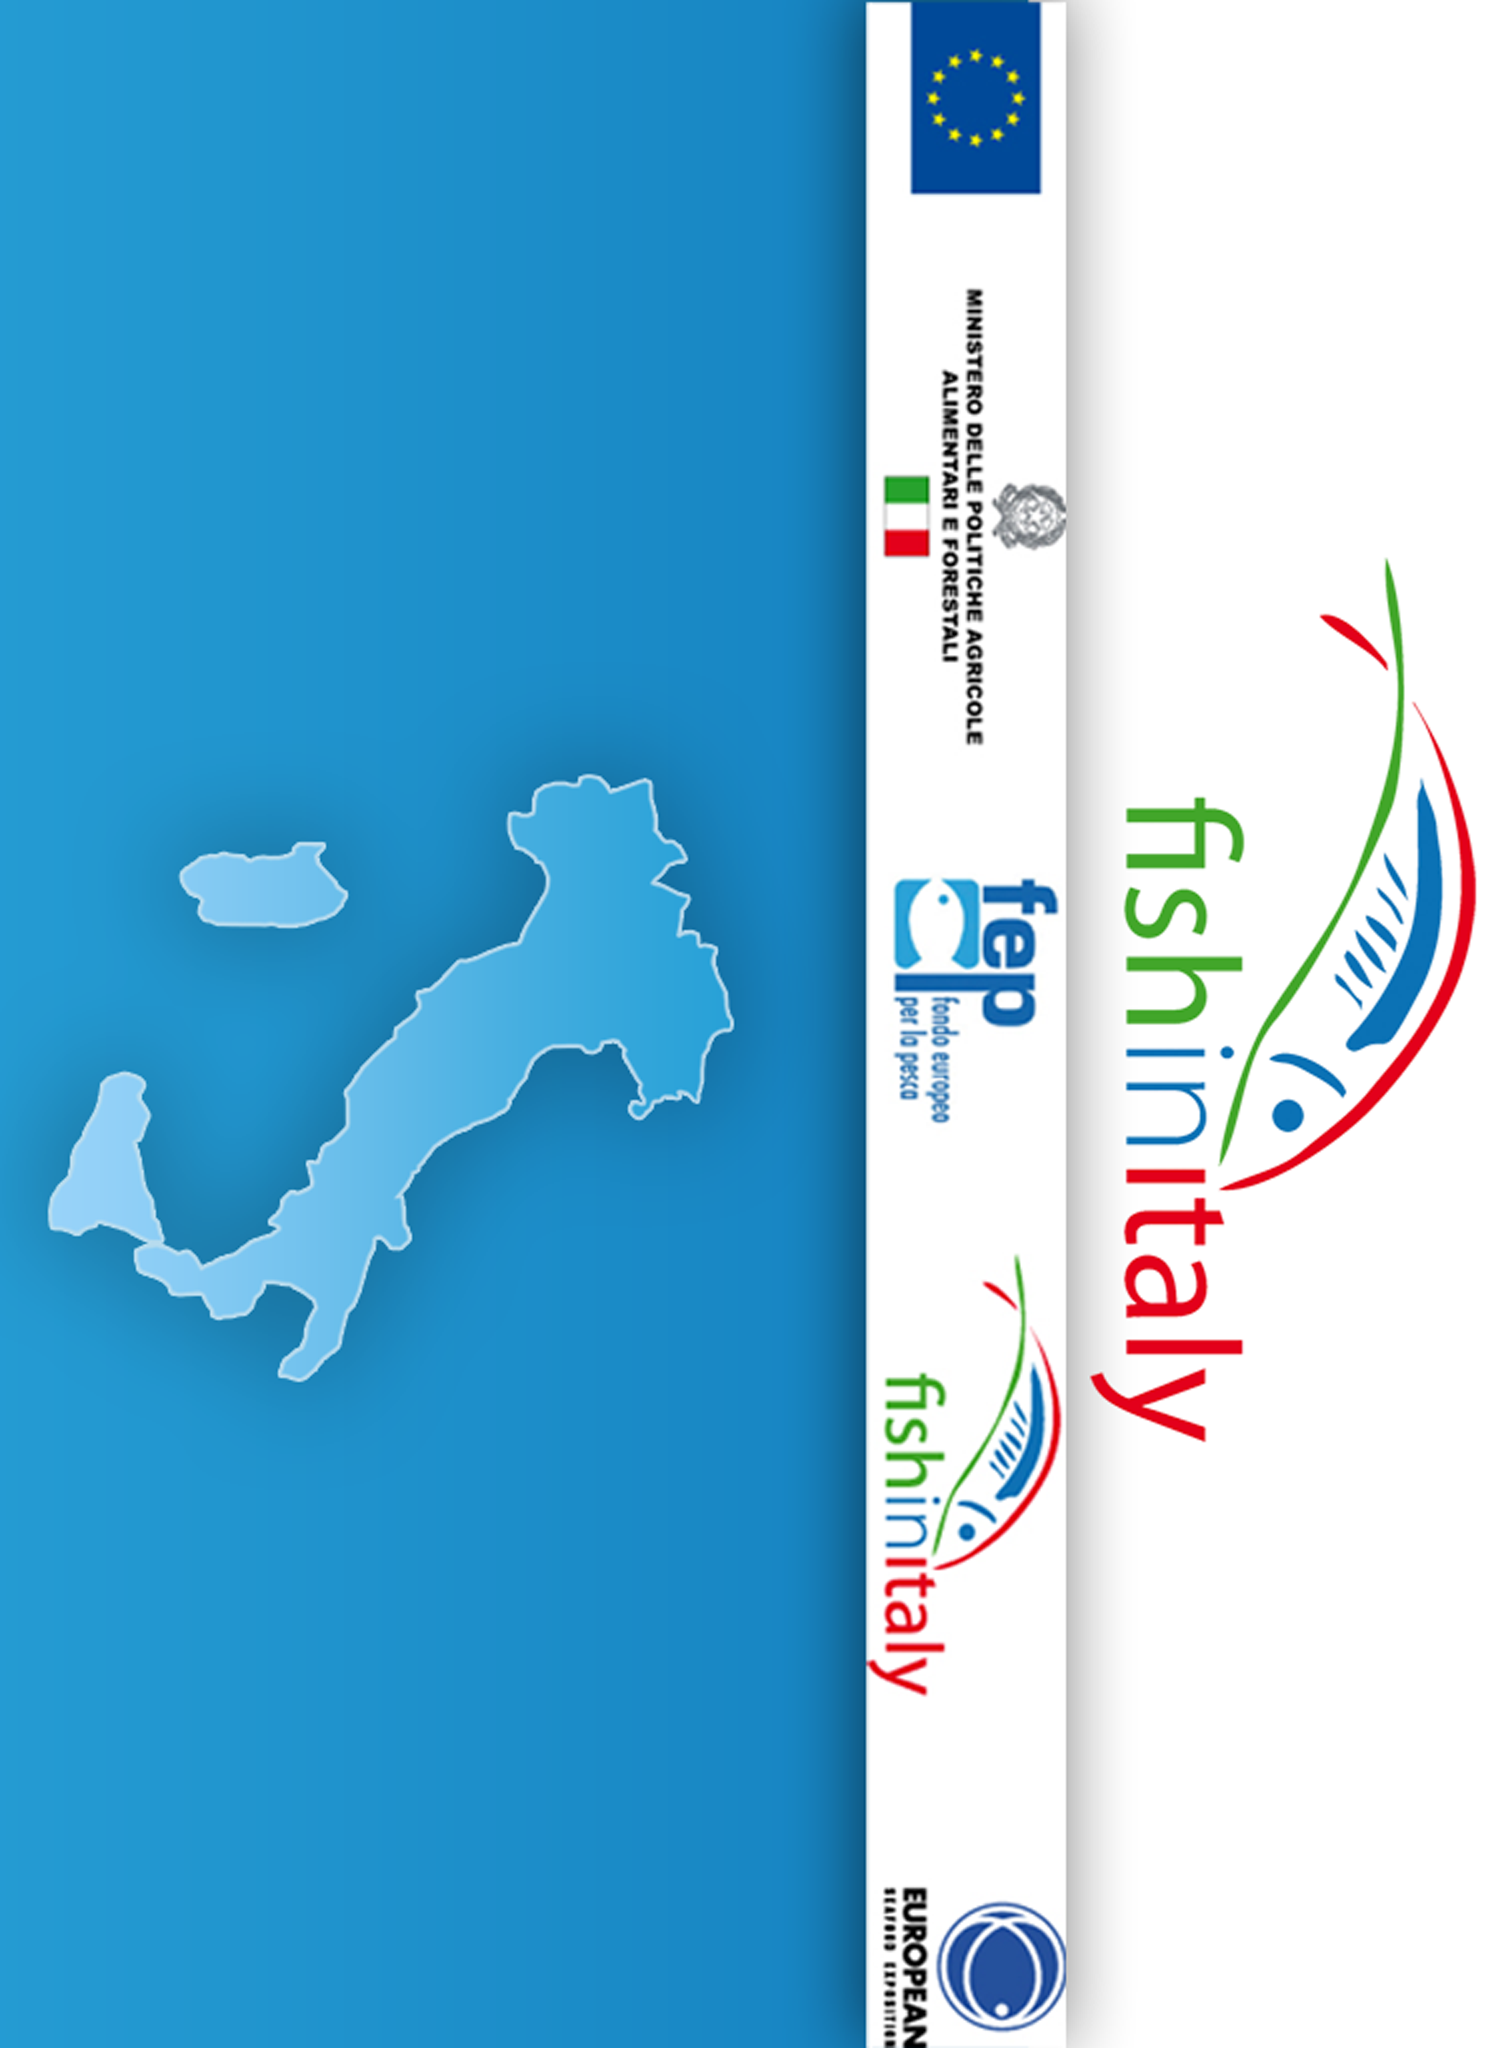 fishinitaly
MINISTERO DELLE POLITICHE AGRICOLE
ALIMENTARI E FORESTALI
fep
fondo europeo
per la pesca
fishinitaly
EUROPEAN
SEAFOOD EXPOSITION